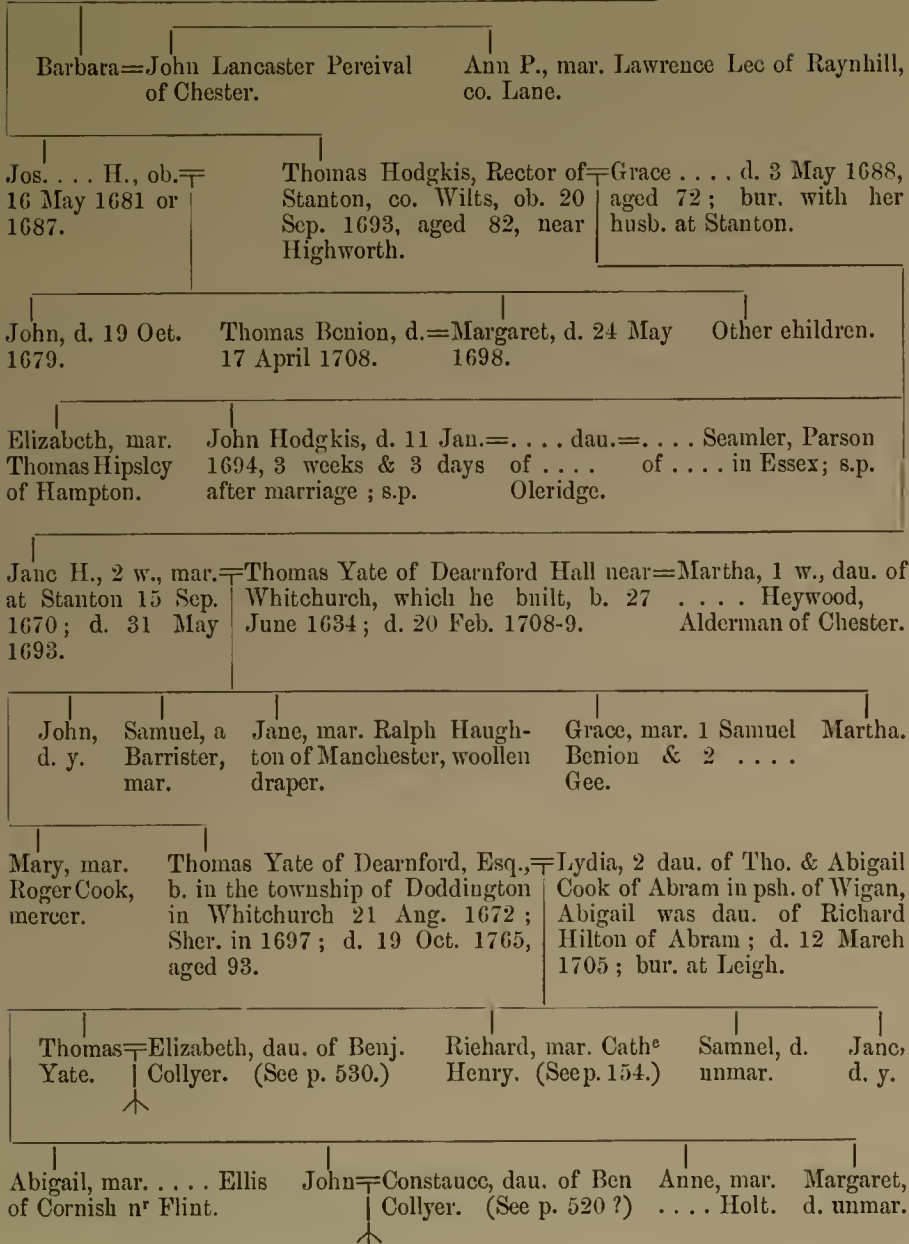 Barbara=John Lancaster Percival
of Chester.
Ann P., mar. Lawrence Lee of Raynhill,
co. Lanc.
Jos. . . . H., ob.
16 May 1681 or
1687.
Thomas Hodgkis, Rector of
Stanton, co. Wilts, ob. 20
Sep. 1693, aged 82, near
Highworth.
Grace . . . . d. 3 May 1688,
aged 72; bur. with her
husb. at Stanton.
John, d. 19 Oct.
1679.
Thomas Benion, d.=Margaret, d. 24 May
17 April 1708. 1698.
Other children.
Elizabeth, mar.
Thomas Hipsley
of Hampton.
John Hodgkis, d. 11 Jan.=. . . . dau.=. . . . Seamler, Parson
1694, 3 weeks & 3 days of . . . . of . . . . in Essex; s.p.
after marriage; s.p. Oleridge.
Jane H., 2 w., mar.
at Stanton 15 Sep.
1670; d. 31 May
1693.
Thomas Yate of Dearnford Hall near=Martha, 1 w., dau. of
Whitchurch, which he built, b. 27 . . . . Heywood,
June 1634; d. 20 Feb. 1708-9. Alderman of Chester.
John,
d. y.
Samuel, a
Barrister,
mar.
Jane, mar. Ralph Haugh-
ton of Manchester, woollen
draper.
Grace, mar. 1 Samuel
Benion & 2 . . . .
Gee.
Martha.
Mary, mar.
Roger Cook,
mercer.
Thomas Yate of Dearnford, Esq.,
b. in the township of Doddington
in Whitchurch 21 Aug. 1672;
Sher. in 1697; d. 19 Oct. 1765,
aged 93.
Lydia, 2 dau. of Tho. & Abigail
Cook of Abram in psh. of Wigan,
Abigail was dau. of Richard
Hilton of Abram; d. 12 March
1705; bur. at Leigh.
Thomas=Elizabeth, dau. of Benj.
Yate. Collyer. (See p. 530.)
Richard, mar. Cathe
Henry. (See p. 154.)
Samuel, d.
unmar.
Jane,
d. y.
Abigail, mar. . . . . Ellis
of Cornish nr Flint.
John=Constance, dau. of Ben
Collyer. (See p. 520 ?)
Anne, mar.
. . . . Holt.
Margaret,
d. unmar.